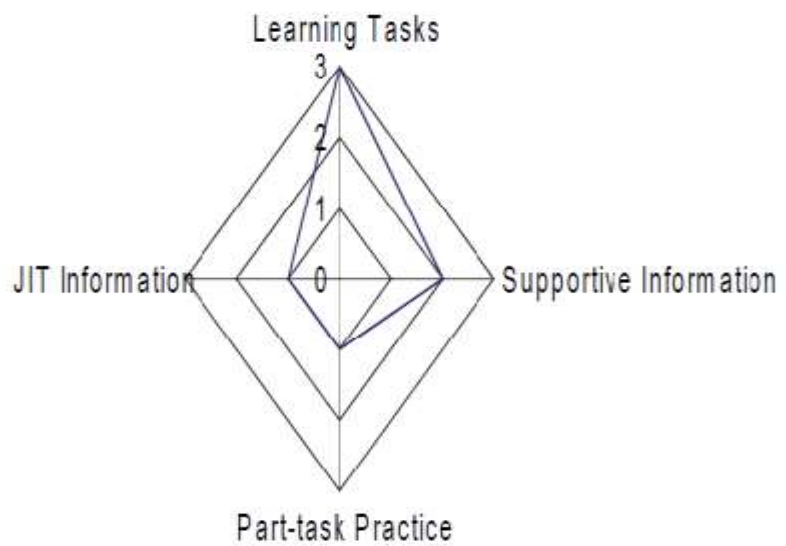 Learning Tasks
3
2
1
JIT Information
0
Supportive Information
Part-task Practice